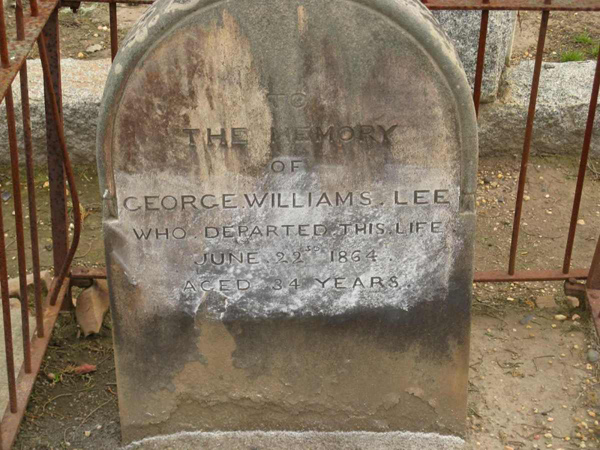 TO
THE MEMORY
OF
GEORGE WILLIAMS. LEE
WHO DEPARTED THIS LIFE
JUNE 22ND 1864.
AGED 34 YEARS.